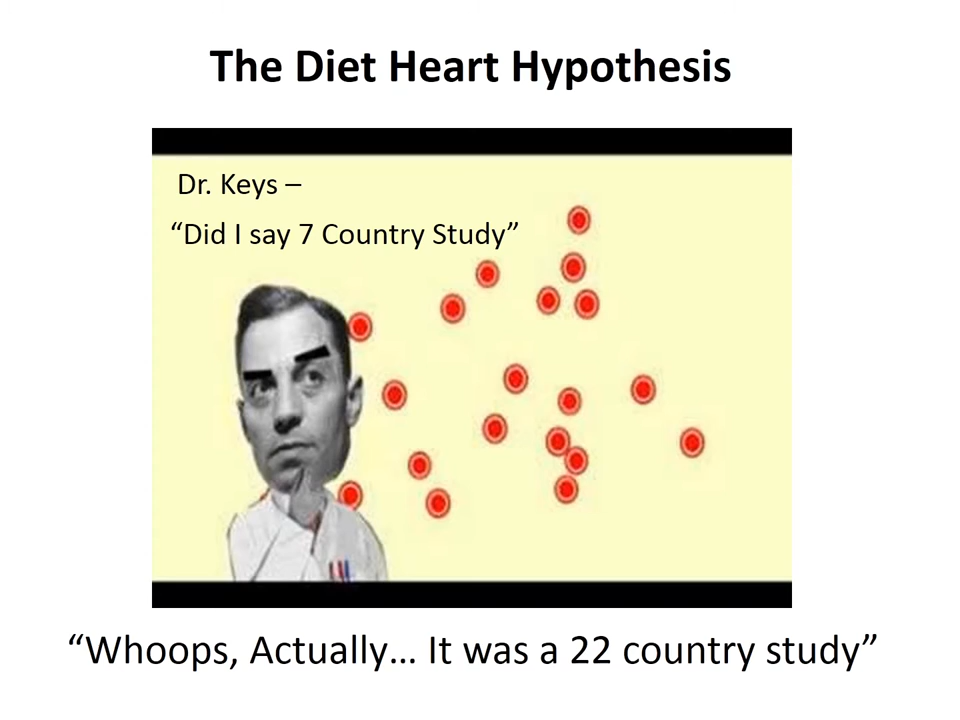 The Diet Heart Hypothesis
Dr. Keys –
“Did I say 7 Country Study”
“Whoops, Actually… It was a 22 country study”